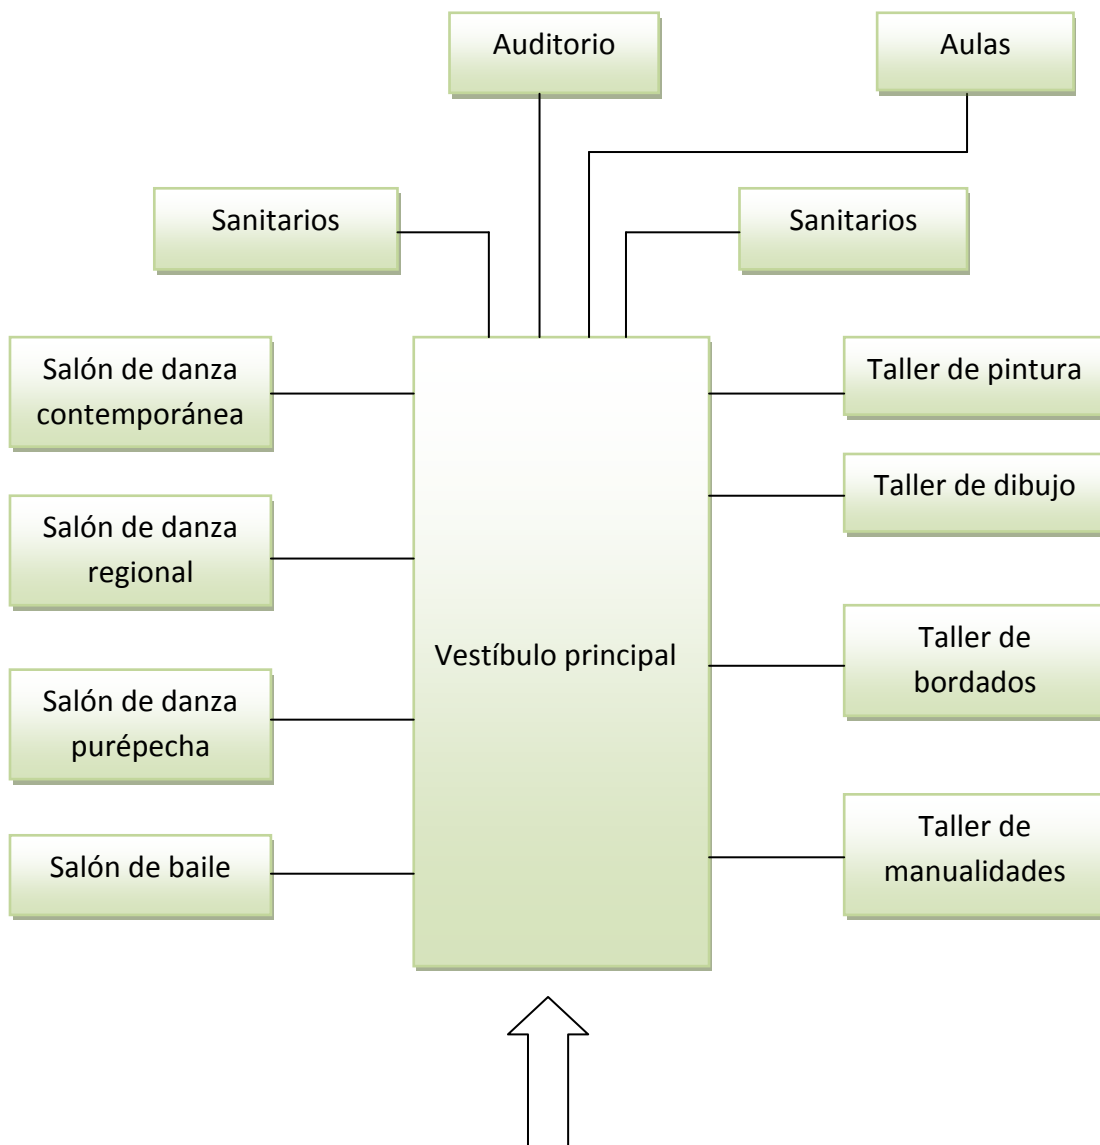 Auditorio
Aulas
Sanitarios
Sanitarios
Salón de danza
contemporánea
Salón de danza
regional
Salón de danza
purépecha
Salón de baile
Vestíbulo principal
Taller de pintura
Taller de dibujo
Taller de
bordados
Taller de
manualidades